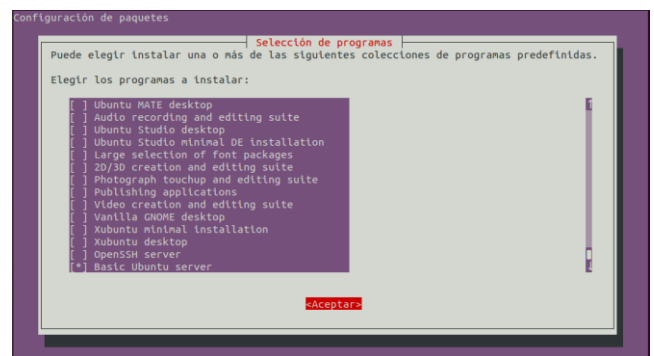 Configuración de paquetes
Selección de programas
Puede elegir instalar una o más de las siguientes colecciones de programas predefinidas.
Elegir los programas a instalar:
[ ] Ubuntu MATE desktop
[ ] Audio recording and editing suite
[ ] Ubuntu Studio desktop
[ ] Ubuntu Studio minimal DE installation
[ ] Large selection of font packages
[ ] 2D/3D creation and editing suite
[ ] Photograph touchup and editing suite
[ ] Publishing applications
[ ] Video creation and editing suite
[ ] Vanilla GNOME desktop
[ ] Xubuntu minimal installation
[ ] Xubuntu desktop
[ ] OpenSSH server
[*] Basic Ubuntu server
<Aceptar>